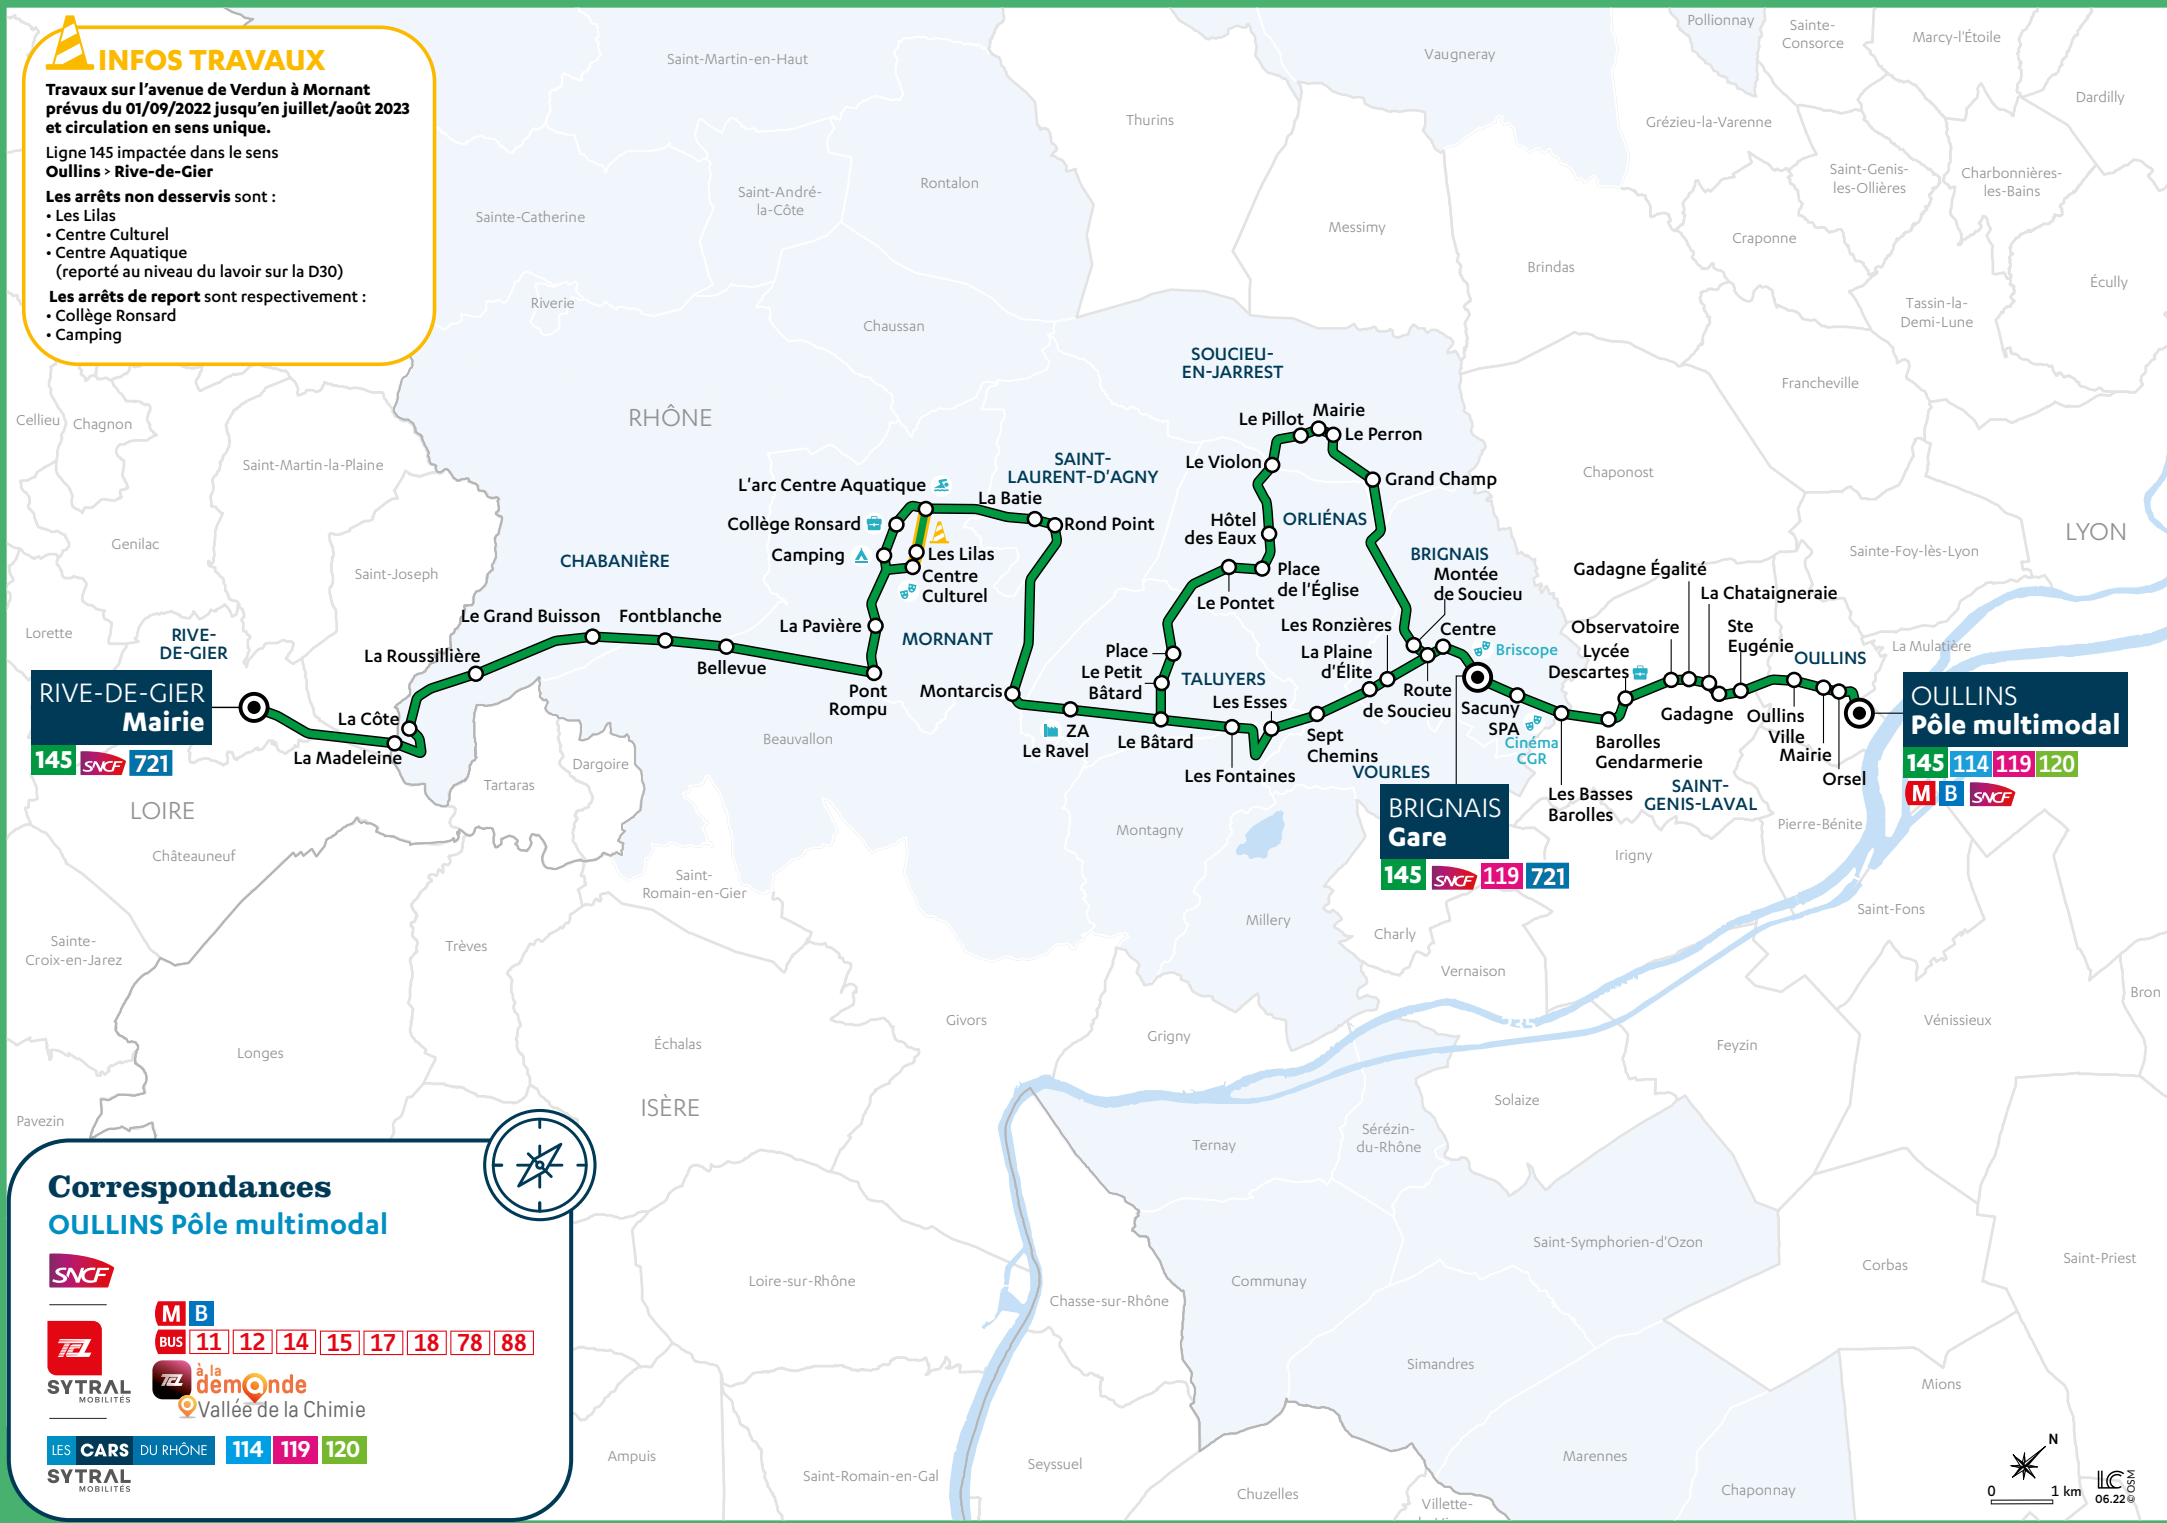 INFOS TRAVAUX
Travaux sur l'avenue de Verdun à Mornant
prévus du 01/09/2022 jusqu'en juillet/août 2023
et circulation en sens unique.
Ligne 145 impactée dans le sens
Oullins > Rive-de-Gier
Les arrêts non desservis sont :
• Les Lilas
• Centre Culturel
• Centre Aquatique
(reporté au niveau du lavoir sur la D30)
Les arrêts de report sont respectivement :
• Collège Ronsard
• Camping
Saint-Martin-en-Haut
Vaugneray
Pollionnay
Sainte-
Consorce
Marcy-l'Étoile
Dardilly
Thurins
Grézieu-la-Varenne
Saint-André-
la-Côte
Rontalon
Saint-Genis-
les-Ollières
Charbonnières-
les-Bains
Sainte-Catherine
Messimy
Craponne
Brindas
Écully
Riverie
Chaussan
Tassin-la-
Demi-Lune
SOUCIEU-
EN-JARREST
Francheville
Cellieu
Chagnon
RHÔNE
Le Pillot
Mairie
Le Perron
Saint-Martin-la-Plaine
SAINT-
LAURENT-D'AGNY
Le Violon
Grand Champ
Chaponost
L'arc Centre Aquatique
La Batie
Collège Ronsard
Rond Point
Hôtel
des Eaux
ORLIÉNAS
LYON
Genilac
Camping
Les Lilas
Centre
Culturel
CHABANIÈRE
BRIGNAIS
Montée
de Soucieu
Sainte-Foy-lès-Lyon
Saint-Joseph
Place
de l'Église
Le Pontet
Gadagne Égalité
La Chataigneraie
Le Grand Buisson
Fontblanche
La Pavière
MORNANT
Les Ronzières
Centre
Observatoire
Ste
Eugénie
Lorette
RIVE-
DE-GIER
La Roussillière
Bellevue
Place
Le Petit
Bâtard
La Plaine
d'Élite
Briscope
Lycée
Descartes
OULLINS
La Mulatière
RIVE-DE-GIER
Mairie
145 SNCF 721
Pont
Rompu
Montarcis
TALUYERS
Les Esses
Route
de Soucieu
Sacuny
SPA
Gadagne
Oullins
Ville
OULLINS
Pôle multimodal
145 114 119 120
M B SNCF
La Côte
La Madeleine
Beauvallon
ZA
Le Ravel
Le Bâtard
Les Fontaines
Sept
Chemins
Cinéma
CGR
Barolles
Gendarmerie
Mairie
Orsel
Dargoire
Tartaras
VOURLES
BRIGNAIS
Gare
145 SNCF 119 721
Les Basses
Barolles
SAINT-
GENIS-LAVAL
LOIRE
Châteauneuf
Montagny
Pierre-Bénite
Irigny
Saint-
Romain-en-Gier
Millery
Saint-Fons
Sainte-
Croix-en-Jarez
Trèves
Charly
Vernaison
Bron
Givors
Vénissieux
Longes
Échalas
Grigny
Feyzin
ISÈRE
Pavezin
Solaize
Ternay
Sérézin-
du-Rhône
Correspondances
OULLINS Pôle multimodal
SNCF
M B
TCL
BUS 11 12 14 15 17 18 78 88
SYTRAL
MOBILITÉS
TCL à la
demande
Vallée de la Chimie
LES CARS DU RHÔNE 114 119 120
SYTRAL
MOBILITÉS
Saint-Symphorien-d'Ozon
Loire-sur-Rhône
Communay
Corbas
Saint-Priest
Chasse-sur-Rhône
Simandres
Mions
Ampuis
Saint-Romain-en-Gal
Seyssuel
Marennes
Chuzelles
Chaponnay
Villette-
N
0 1 km
LC
06.22 © OSM